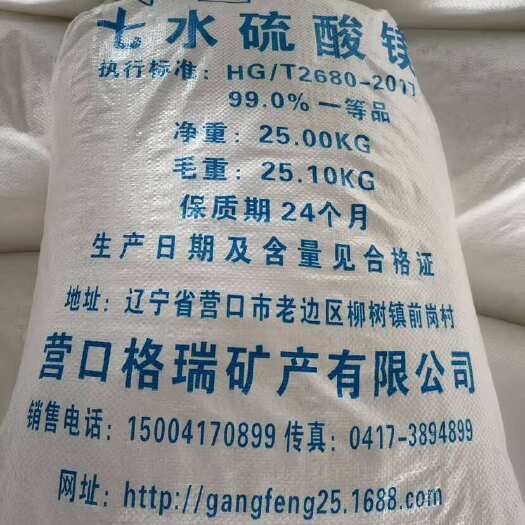 七水硫酸镁
执行标准：HG/T2680-2017
99.0% 一等品
净重：25.00KG
毛重：25.10KG
保质期24个月
生产日期及含量见合格证
地址：辽宁省营口市老边区柳树镇前岗村
营口格瑞矿产有限公司
销售电话：15004170899 传真：0417-3894899
网址：http://gangfeng25.1688.com